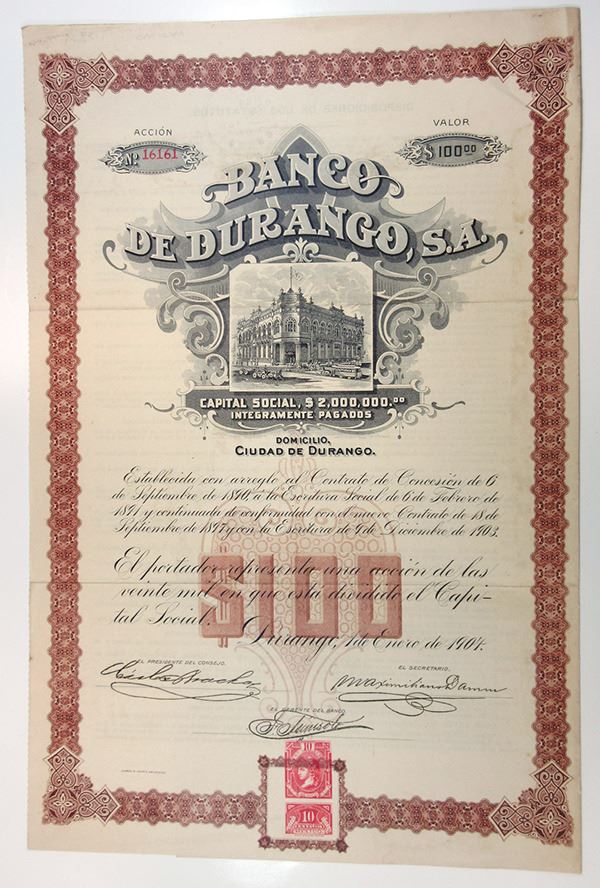 ACCIÓN
Nº 16161
VALOR
$ 100.00
BANCO
DE DURANGO, S.A.
CAPITAL SOCIAL, $ 2,000,000.00
INTEGRAMENTE PAGADOS
DOMICILIO,
CIUDAD DE DURANGO.
Establecida con arreglo al Contrato de Concesión de 6
de Septiembre de 1890, á la Escritura Social de 6 de Febrero de
1891 y continuada de conformidad con el nuevo Contrato de 18 de
Septiembre de 1897 y con la Escritura de 9 de Diciembre de 1903.
$100
El portador representa una acción de las
veinte mil en que está dividido el Capi-
tal Social.
Durango, 1º de Enero de 1904.
EL PRESIDENTE DEL CONSEJO.
EL SECRETARIO.
Maximiliano Damm
EL GERENTE DEL BANCO
10
10